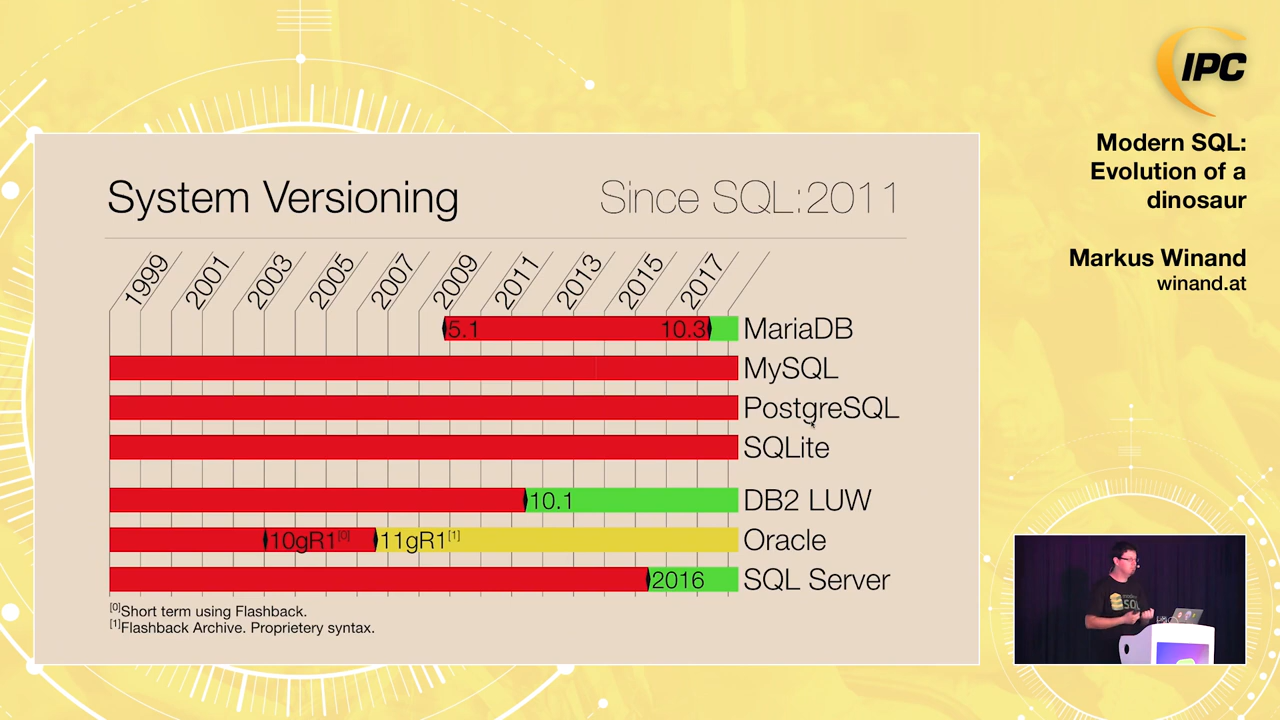 IPC
Modern SQL:
Evolution of a
dinosaur
Markus Winand
winand.at
System Versioning
Since SQL:2011
1999
2001
2003
2005
2007
2009
2011
2013
2015
2017
5.1
10.3
MariaDB
MySQL
PostgreSQL
SQLite
10.1
DB2 LUW
10gR1[0]
11gR1[1]
Oracle
2016
SQL Server
[0]Short term using Flashback.
[1]Flashback Archive. Proprietery syntax.
SQL